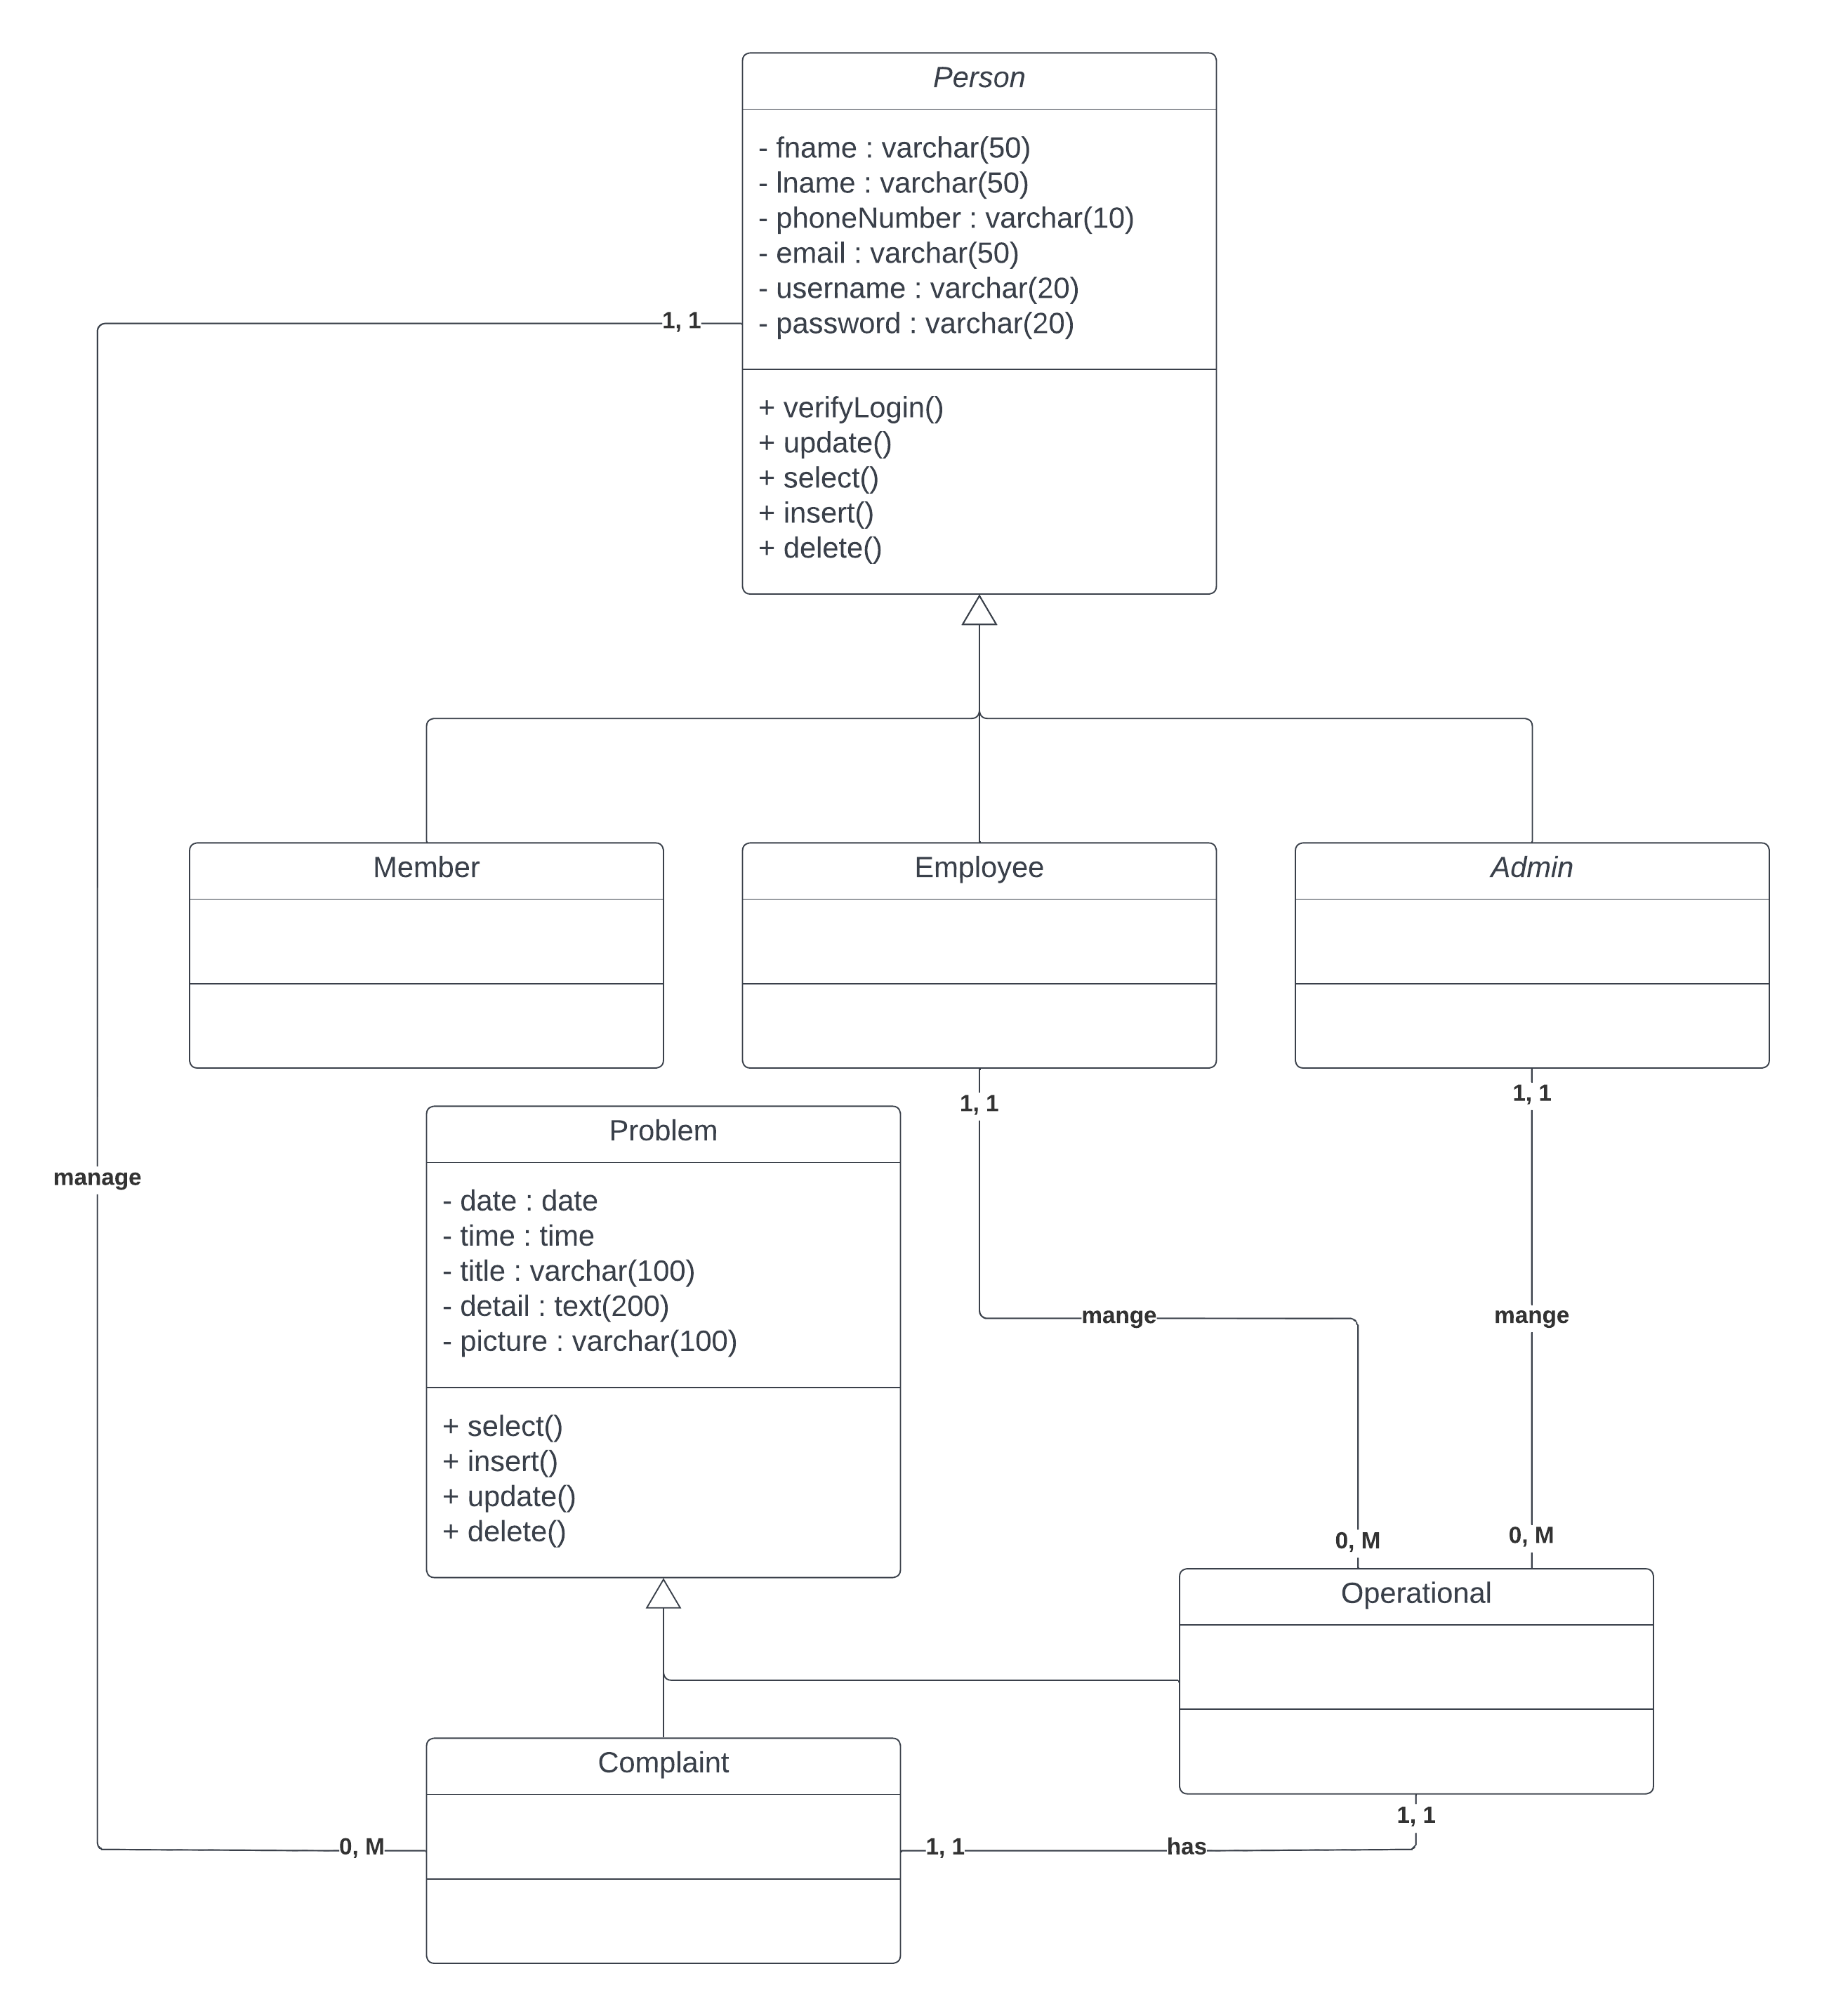 Person
- fname : varchar(50)
- lname : varchar(50)
- phoneNumber : varchar(10)
- email : varchar(50)
- username : varchar(20)
- password : varchar(20)
1, 1
+ verifyLogin()
+ update()
+ select()
+ insert()
+ delete()
Member
Employee
Admin
1, 1
1, 1
Problem
- date : date
- time : time
- title : varchar(100)
- detail : text(200)
- picture : varchar(100)
manage
mange
mange
+ select()
+ insert()
+ update()
+ delete()
0, M
0, M
Operational
Complaint
1, 1
0, M
1, 1
has